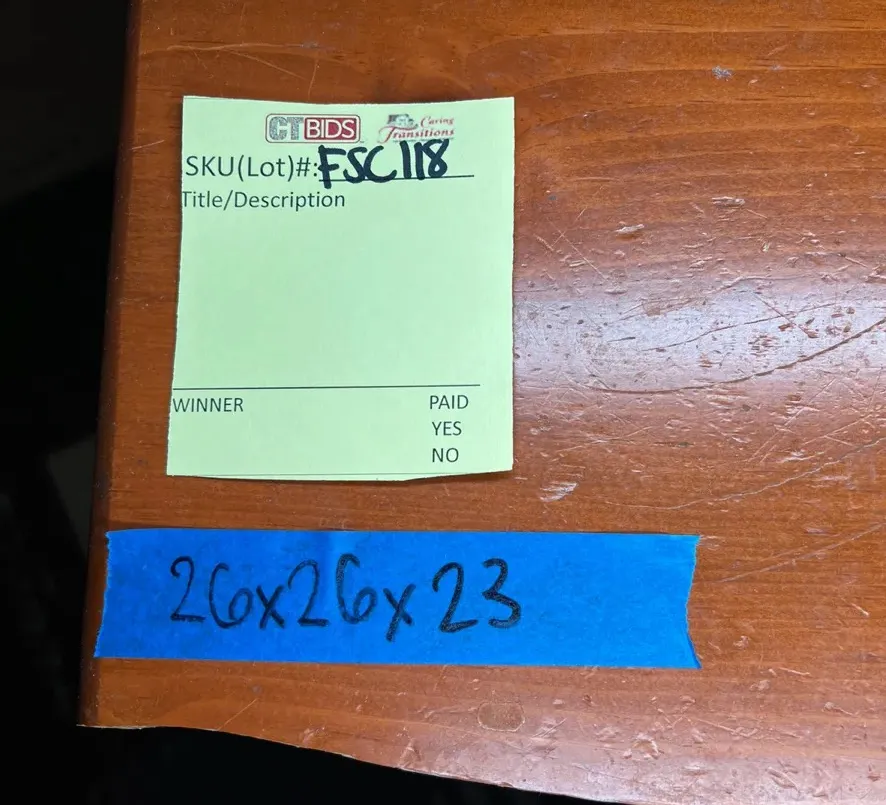 CTBIDS Caring Transitions
SKU(Lot)#: FSC118
Title/Description
WINNER PAID
YES
NO
26x26x23